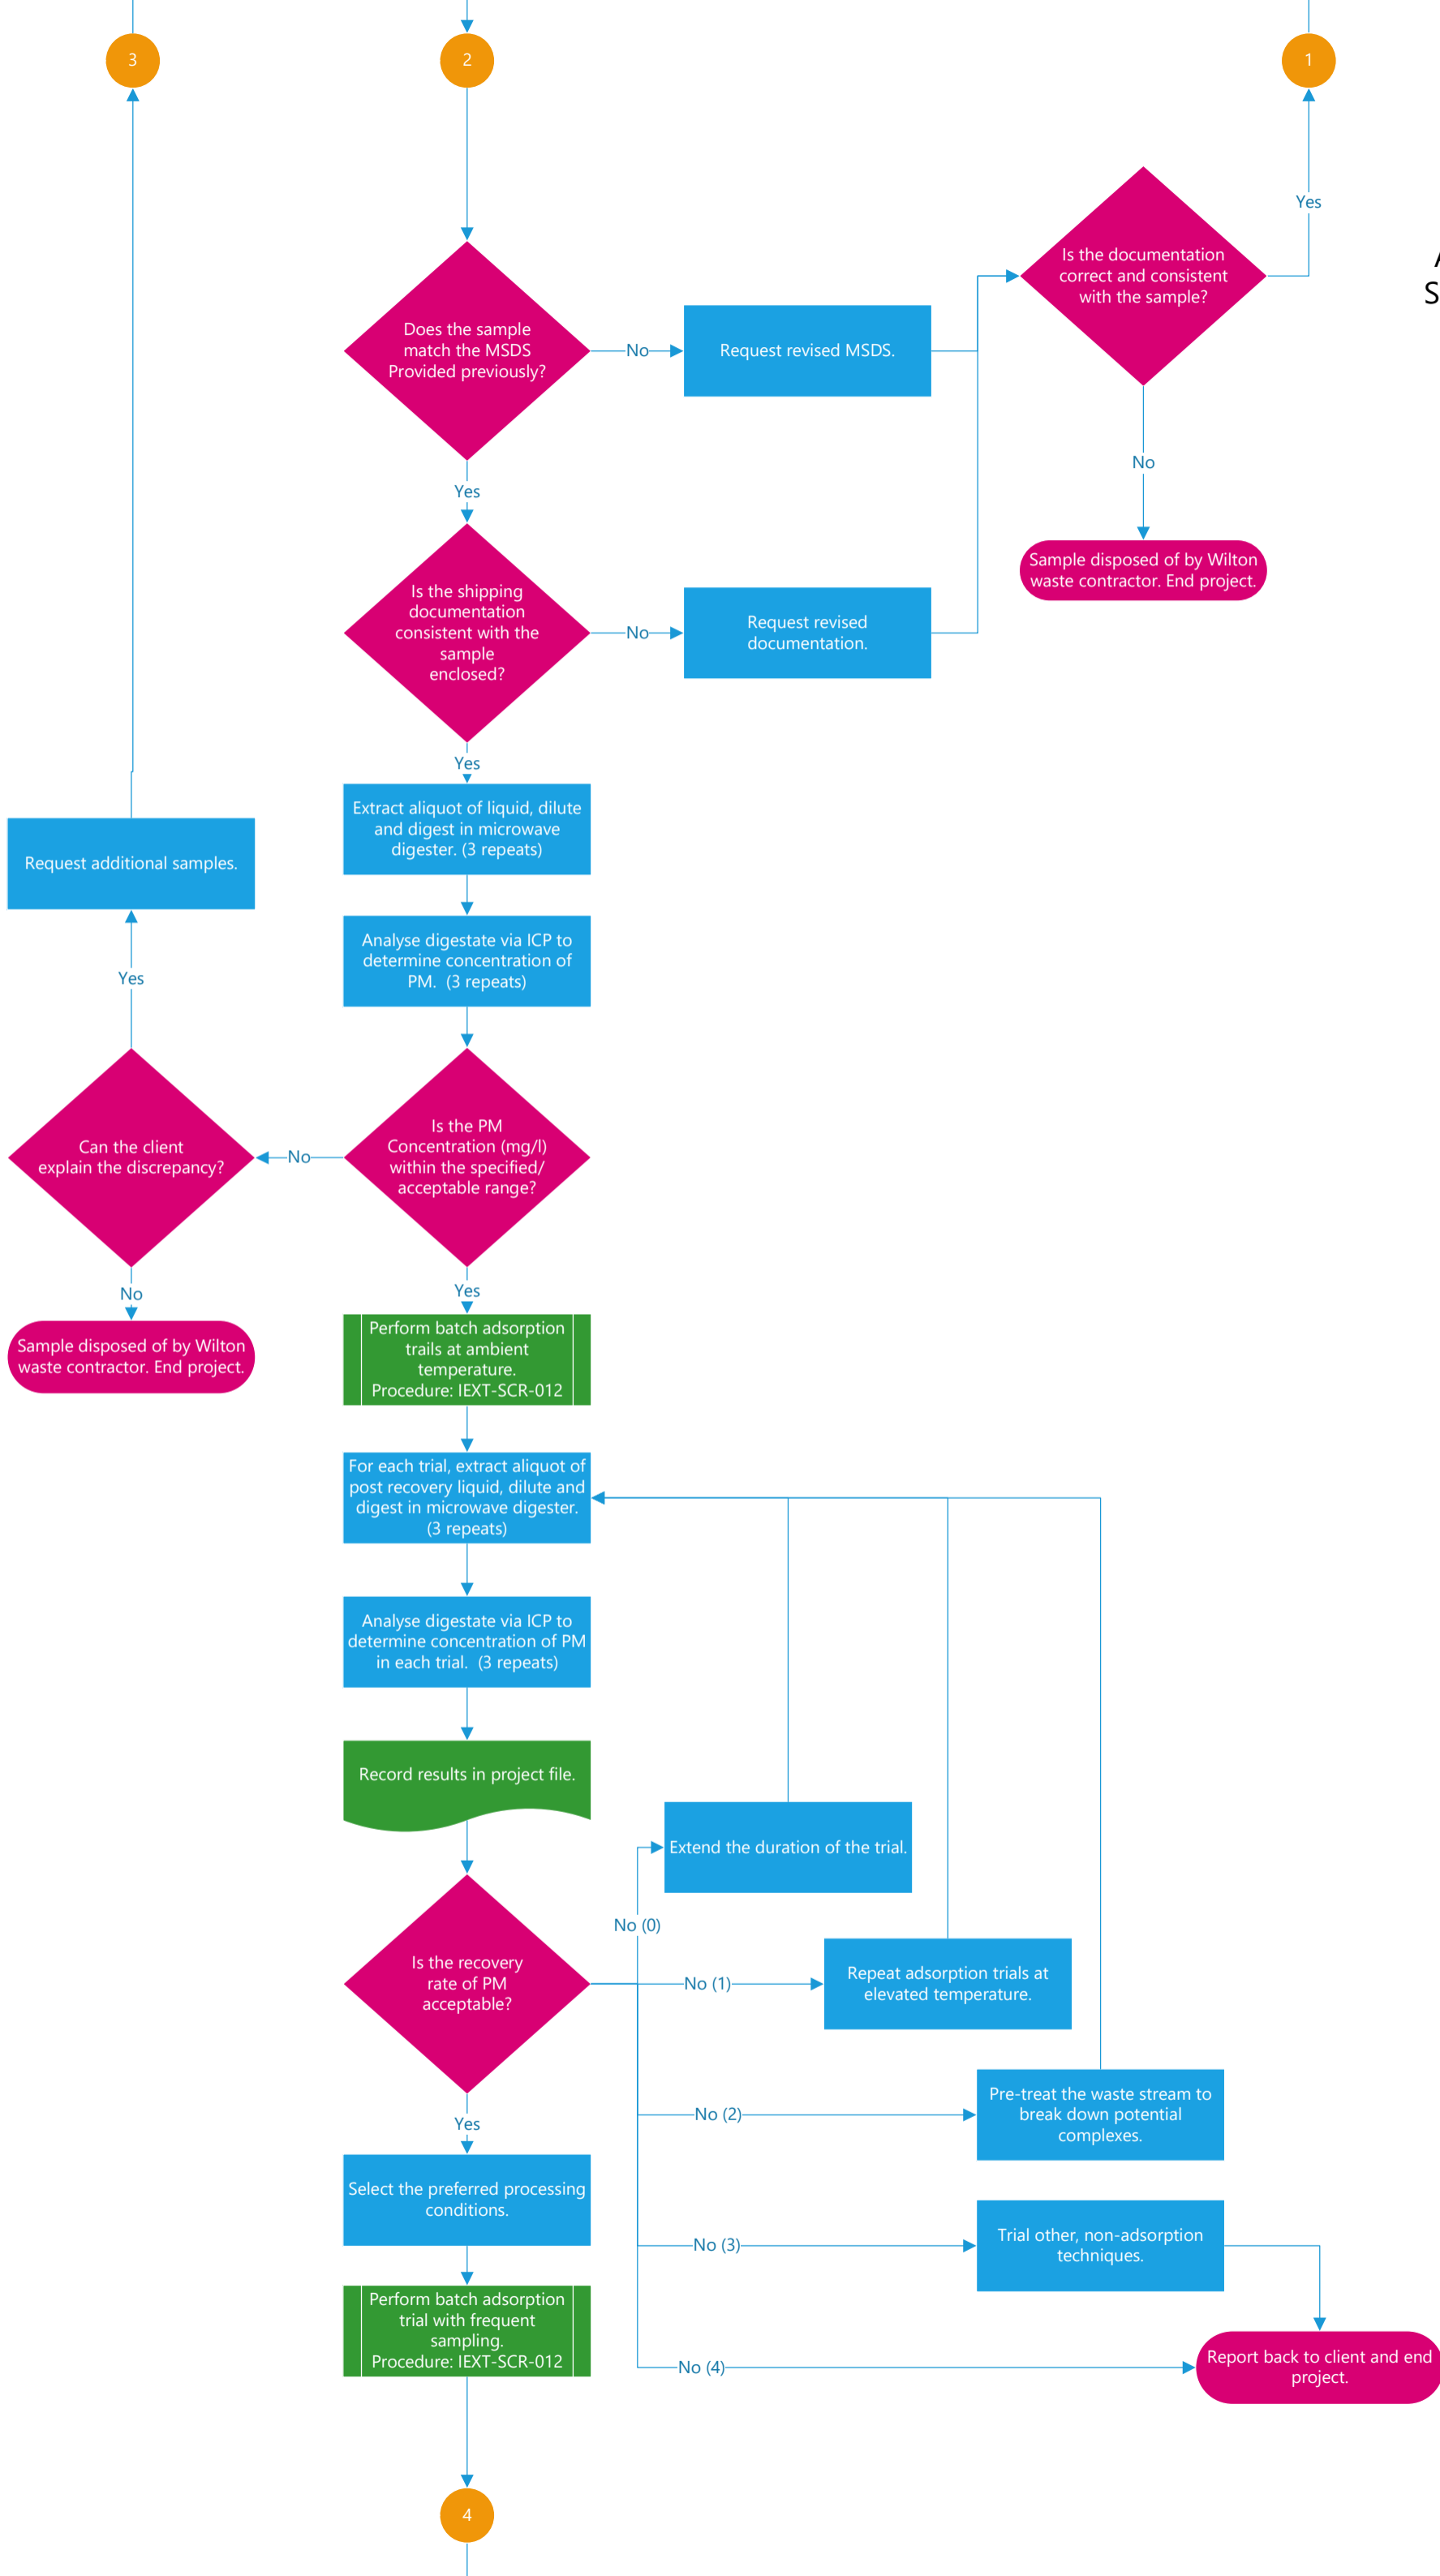 3
2
1
Yes
Is the documentation
correct and consistent
with the sample?
A
S
Does the sample
match the MSDS
Provided previously?
No
Request revised MSDS.
No
Yes
Sample disposed of by Wilton
waste contractor. End project.
Is the shipping
documentation
consistent with the
sample
enclosed?
No
Request revised
documentation.
Yes
Extract aliquot of liquid, dilute
and digest in microwave
digester. (3 repeats)
Request additional samples.
Analyse digestate via ICP to
determine concentration of
PM.  (3 repeats)
Yes
Can the client
explain the discrepancy?
No
Is the PM
Concentration (mg/l)
within the specified/
acceptable range?
No
Yes
Sample disposed of by Wilton
waste contractor. End project.
Perform batch adsorption
trails at ambient
temperature.
Procedure: IEXT-SCR-012
For each trial, extract aliquot of
post recovery liquid, dilute and
digest in microwave digester.
(3 repeats)
Analyse digestate via ICP to
determine concentration of PM
in each trial.  (3 repeats)
Record results in project file.
Extend the duration of the trial.
No (0)
Is the recovery
rate of PM
acceptable?
No (1)
Repeat adsorption trials at
elevated temperature.
No (2)
Pre-treat the waste stream to
break down potential
complexes.
Yes
Select the preferred processing
conditions.
No (3)
Trial other, non-adsorption
techniques.
Perform batch adsorption
trial with frequent
sampling.
Procedure: IEXT-SCR-012
No (4)
Report back to client and end
project.
4